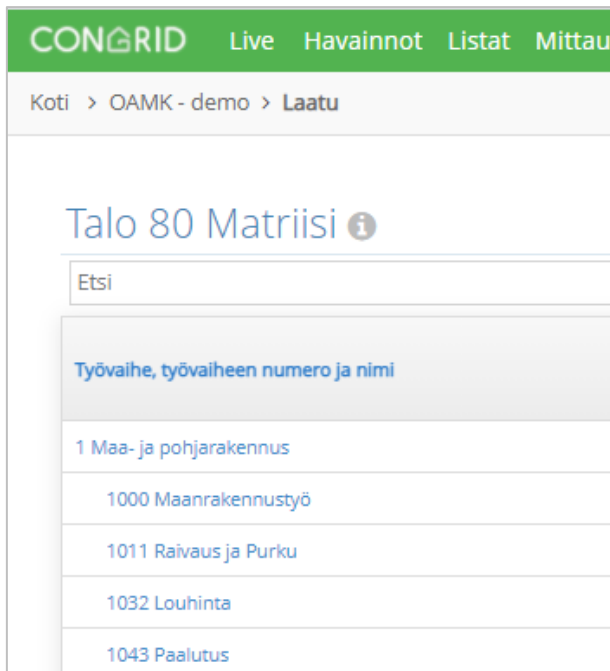 CONGRID Live Havainnot Listat Mittau
Koti > OAMK - demo > Laatu
Talo 80 Matriisi
Etsi
Työvaihe, työvaiheen numero ja nimi
1 Maa- ja pohjarakennus
1000 Maanrakennustyö
1011 Raivaus ja Purku
1032 Louhinta
1043 Paalutus